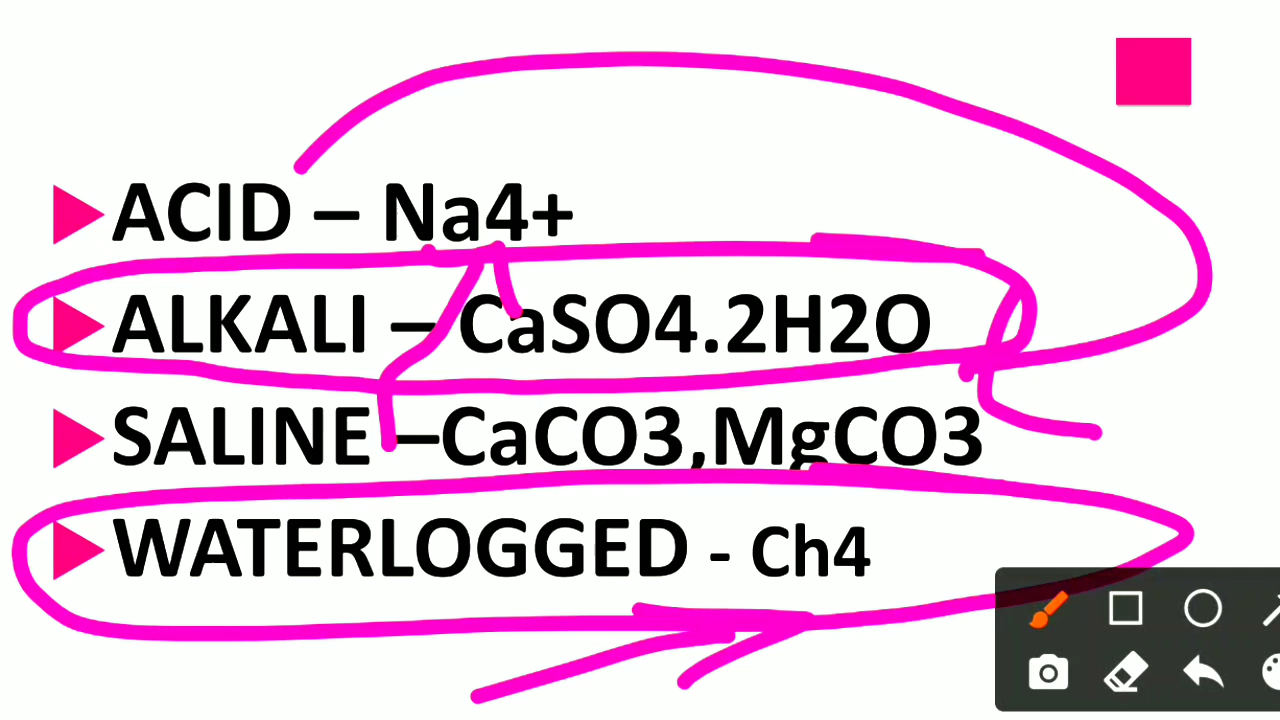 ACID – Na4+
ALKALI – CaSO4.2H2O
SALINE –CaCO3,MgCO3
WATERLOGGED - Ch4